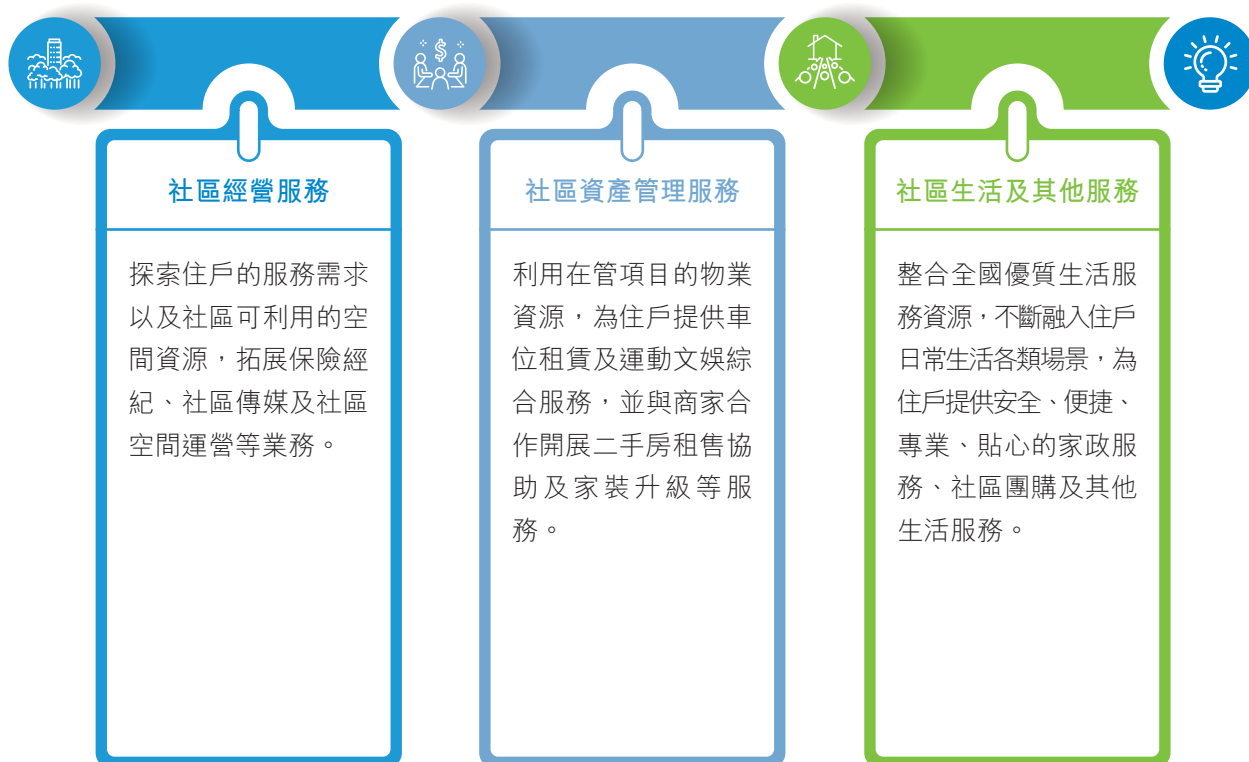 社區經營服務
探索住戶的服務需求
以及社區可利用的空
間資源，拓展保險經
紀、社區傳媒及社區
空間運營等業務。
社區資產管理服務
利用在管項目的物業
資源，為住戶提供車
位租賃及運動文娛綜
合服務，並與商家合
作開展二手房租售協
助及家裝升級等服
務。
社區生活及其他服務
整合全國優質生活服
務資源，不斷融入住戶
日常生活各類場景，為
住戶提供安全、便捷、
專業、貼心的家政服
務、社區團購及其他
生活服務。